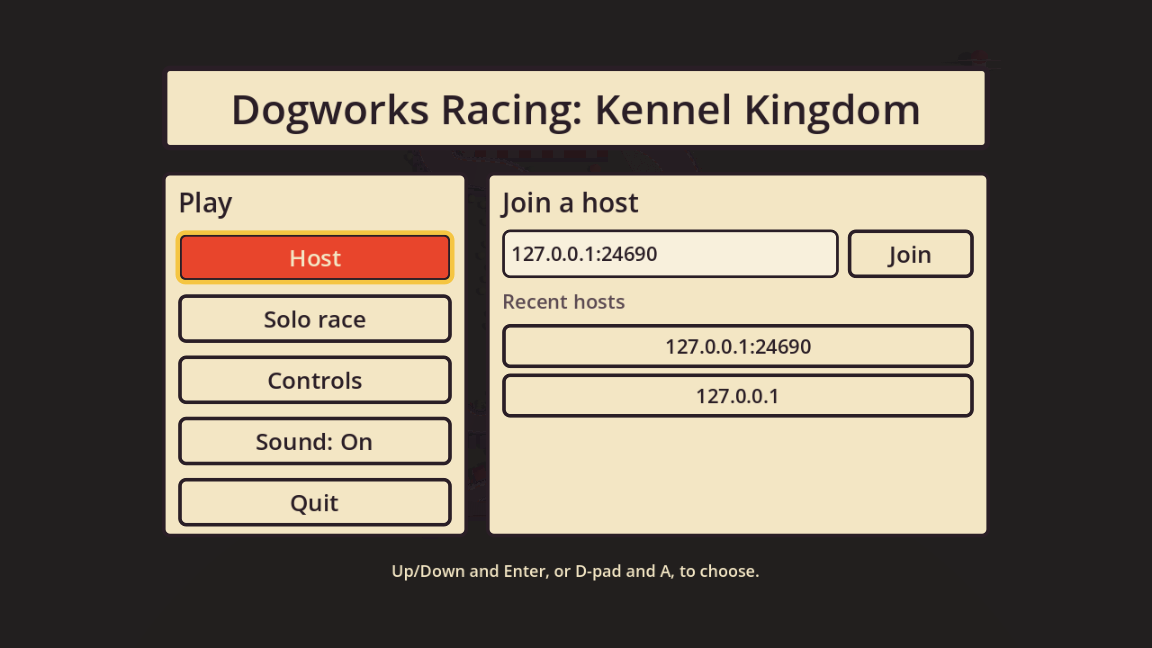 Dogworks Racing: Kennel Kingdom
Play
Host
Solo race
Controls
Sound: On
Quit
Join a host
127.0.0.1:24690
Join
Recent hosts
127.0.0.1:24690
127.0.0.1
Up/Down and Enter, or D-pad and A, to choose.